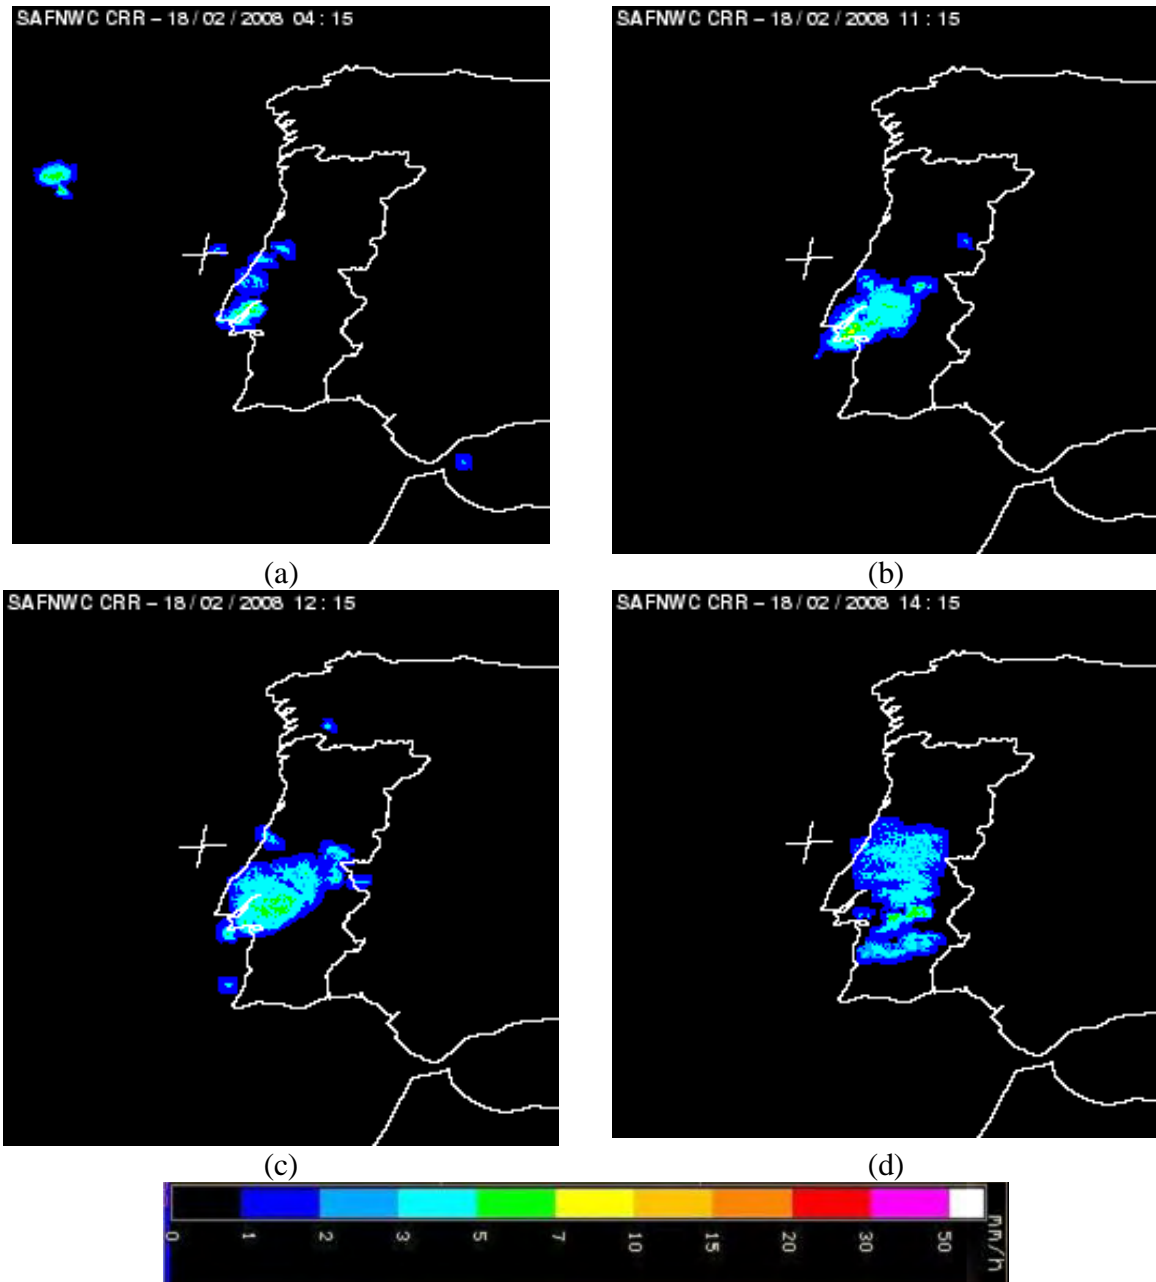 SAFNWC CRR – 18/02/2008 04:15
SAFNWC CRR – 18/02/2008 11:15
(a)
(b)
SAFNWC CRR – 18/02/2008 12:15
SAFNWC CRR – 18/02/2008 14:15
(c)
(d)
0 1 2 3 5 7 10 15 20 30 50 mm/h